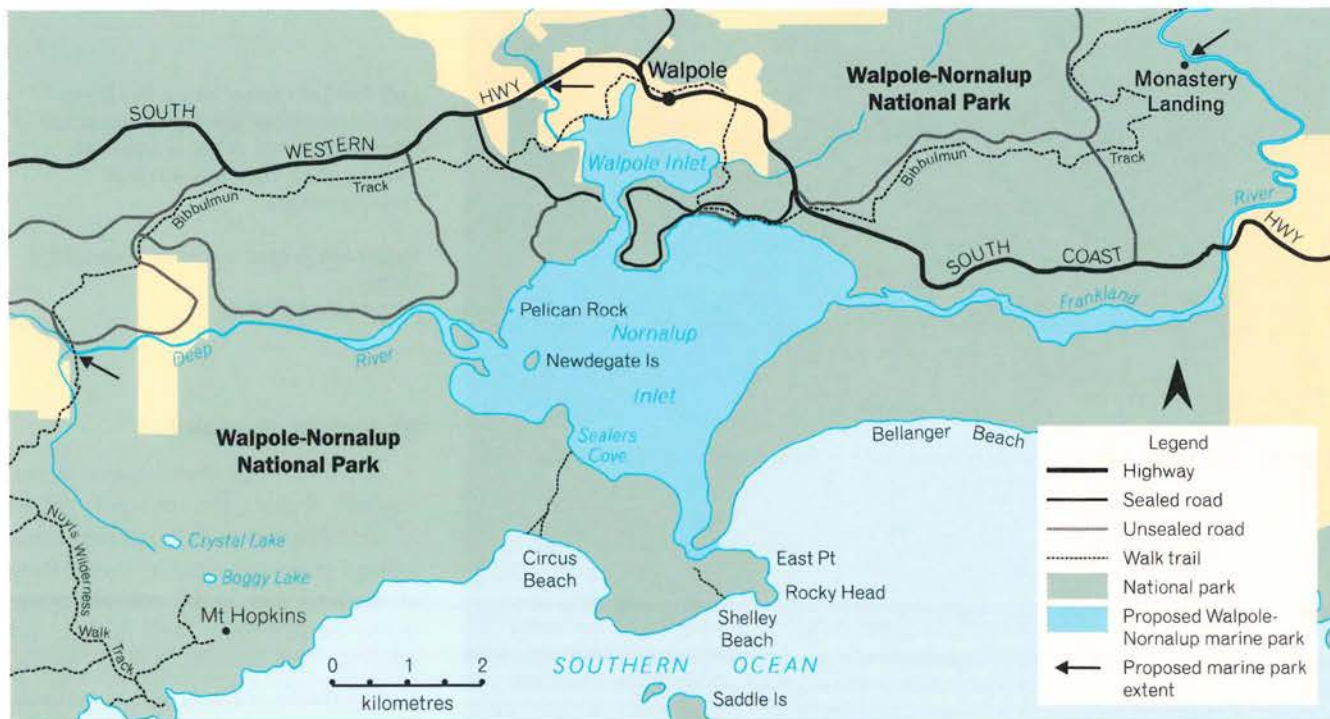 Walpole
Walpole-Nornalup
National Park
Monastery
Landing
SOUTH
WESTERN
HWY
Bibbulmun
Track
Walpole Inlet
Bibbulmun
Track
River
SOUTH
COAST
HWY
Frankland
Pelican Rock
Nornalup
Inlet
Newdegate Is
Deep
River
Walpole-Nornalup
National Park
Sealers
Cove
Bellanger Beach
Crystal Lake
Boggy Lake
Nuyts Wilderness
Walk
Track
Mt Hopkins
Circus
Beach
East Pt
Rocky Head
Shelley
Beach
0 1 2
kilometres
SOUTHERN OCEAN
Saddle Is
Legend
Highway
Sealed road
Unsealed road
Walk trail
National park
Proposed Walpole-
Nornalup marine park
Proposed marine park
extent